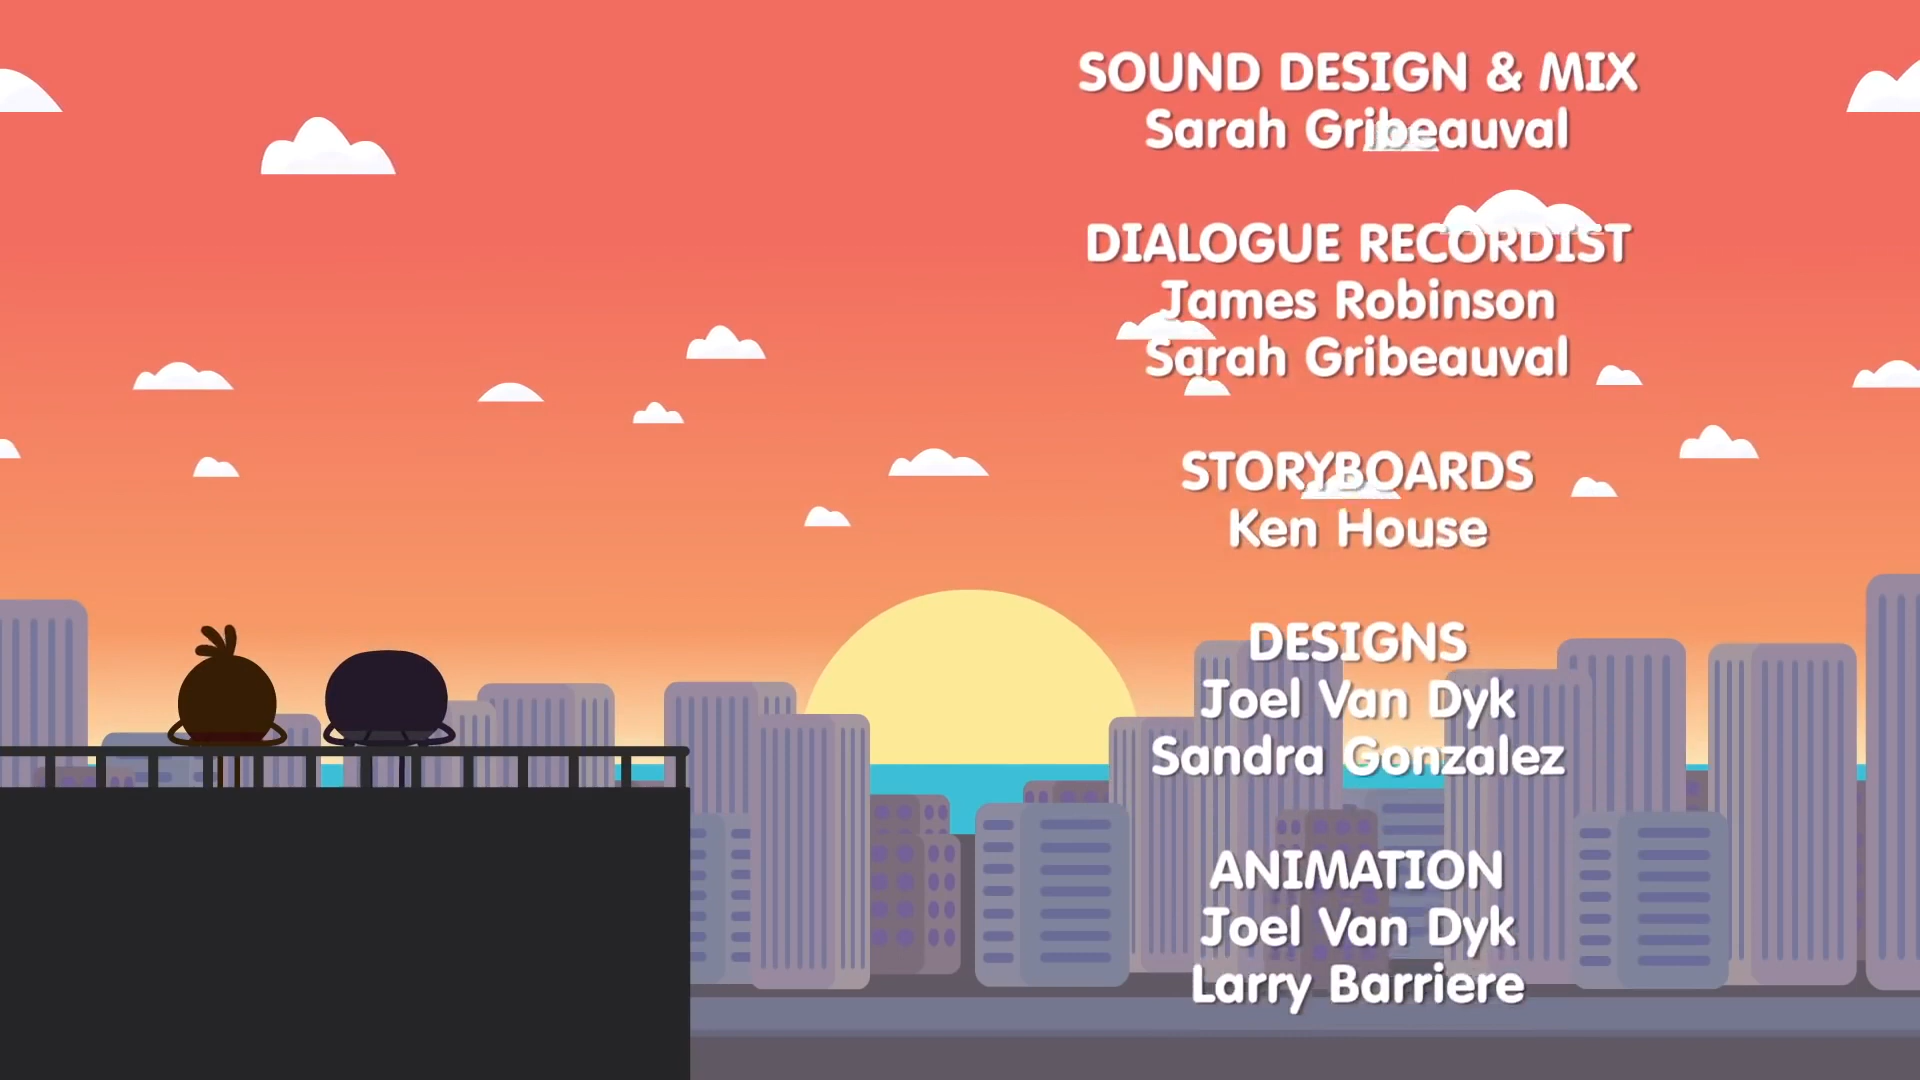 SOUND DESIGN & MIX
Sarah Gribeauval
DIALOGUE RECORDIST
James Robinson
Sarah Gribeauval
STORYBOARDS
Ken House
DESIGNS
Joel Van Dyk
Sandra Gonzalez
ANIMATION
Joel Van Dyk
Larry Barriere